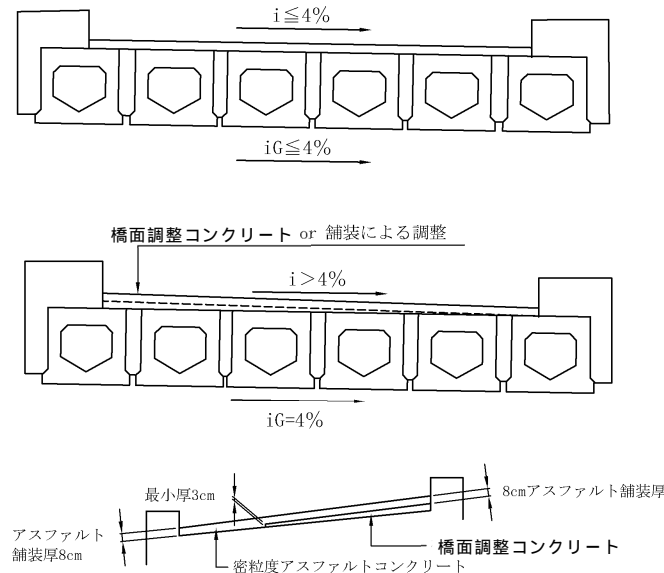 i≦4%
iG≦4%
橋面調整コンクリート or 舗装による調整
i>4%
iG=4%
最小厚3cm
8cmアスファルト舗装厚
アスファルト
舗装厚8cm
橋面調整コンクリート
密粒度アスファルトコンクリート